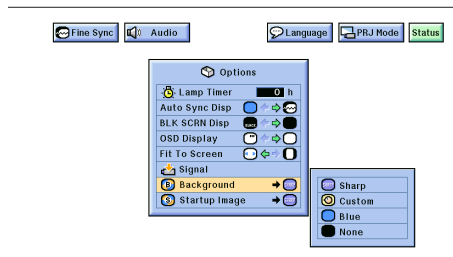 Fine Sync Audio Language PRJ Mode Status
Options
Lamp Timer 0 h
Auto Sync Disp
BLK SCRN Disp
OSD Display
Fit To Screen
Signal
Background
Startup Image
Sharp
Custom
Blue
None